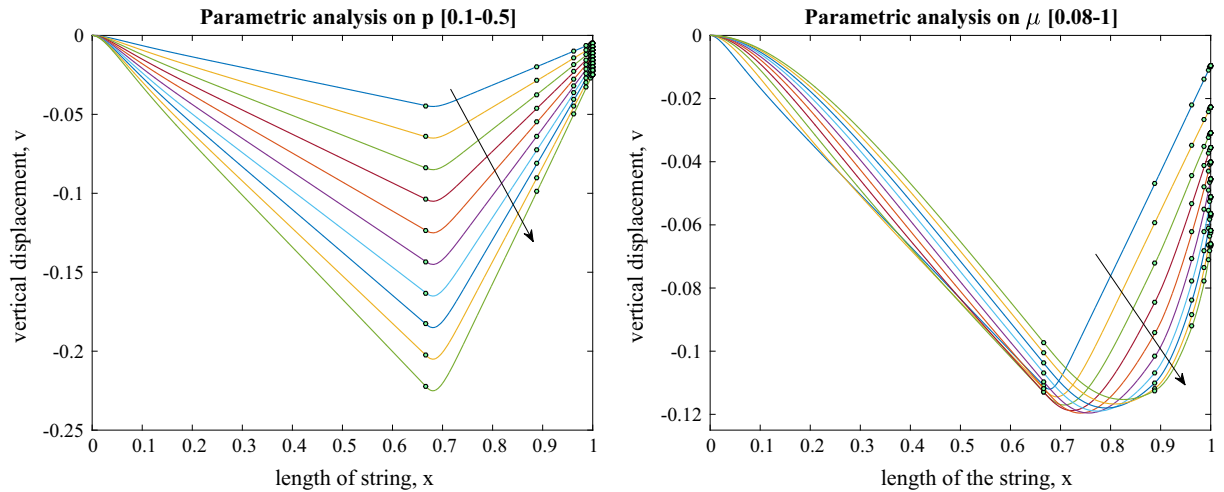 Parametric analysis on p [0.1-0.5]
0
-0.05
-0.1
-0.15
-0.2
-0.25
vertical displacement, v
0 0.1 0.2 0.3 0.4 0.5 0.6 0.7 0.8 0.9 1
length of string, x
Parametric analysis on μ [0.08-1]
0
-0.02
-0.04
-0.06
-0.08
-0.1
-0.12
vertical displacement, v
0 0.1 0.2 0.3 0.4 0.5 0.6 0.7 0.8 0.9 1
length of the string, x